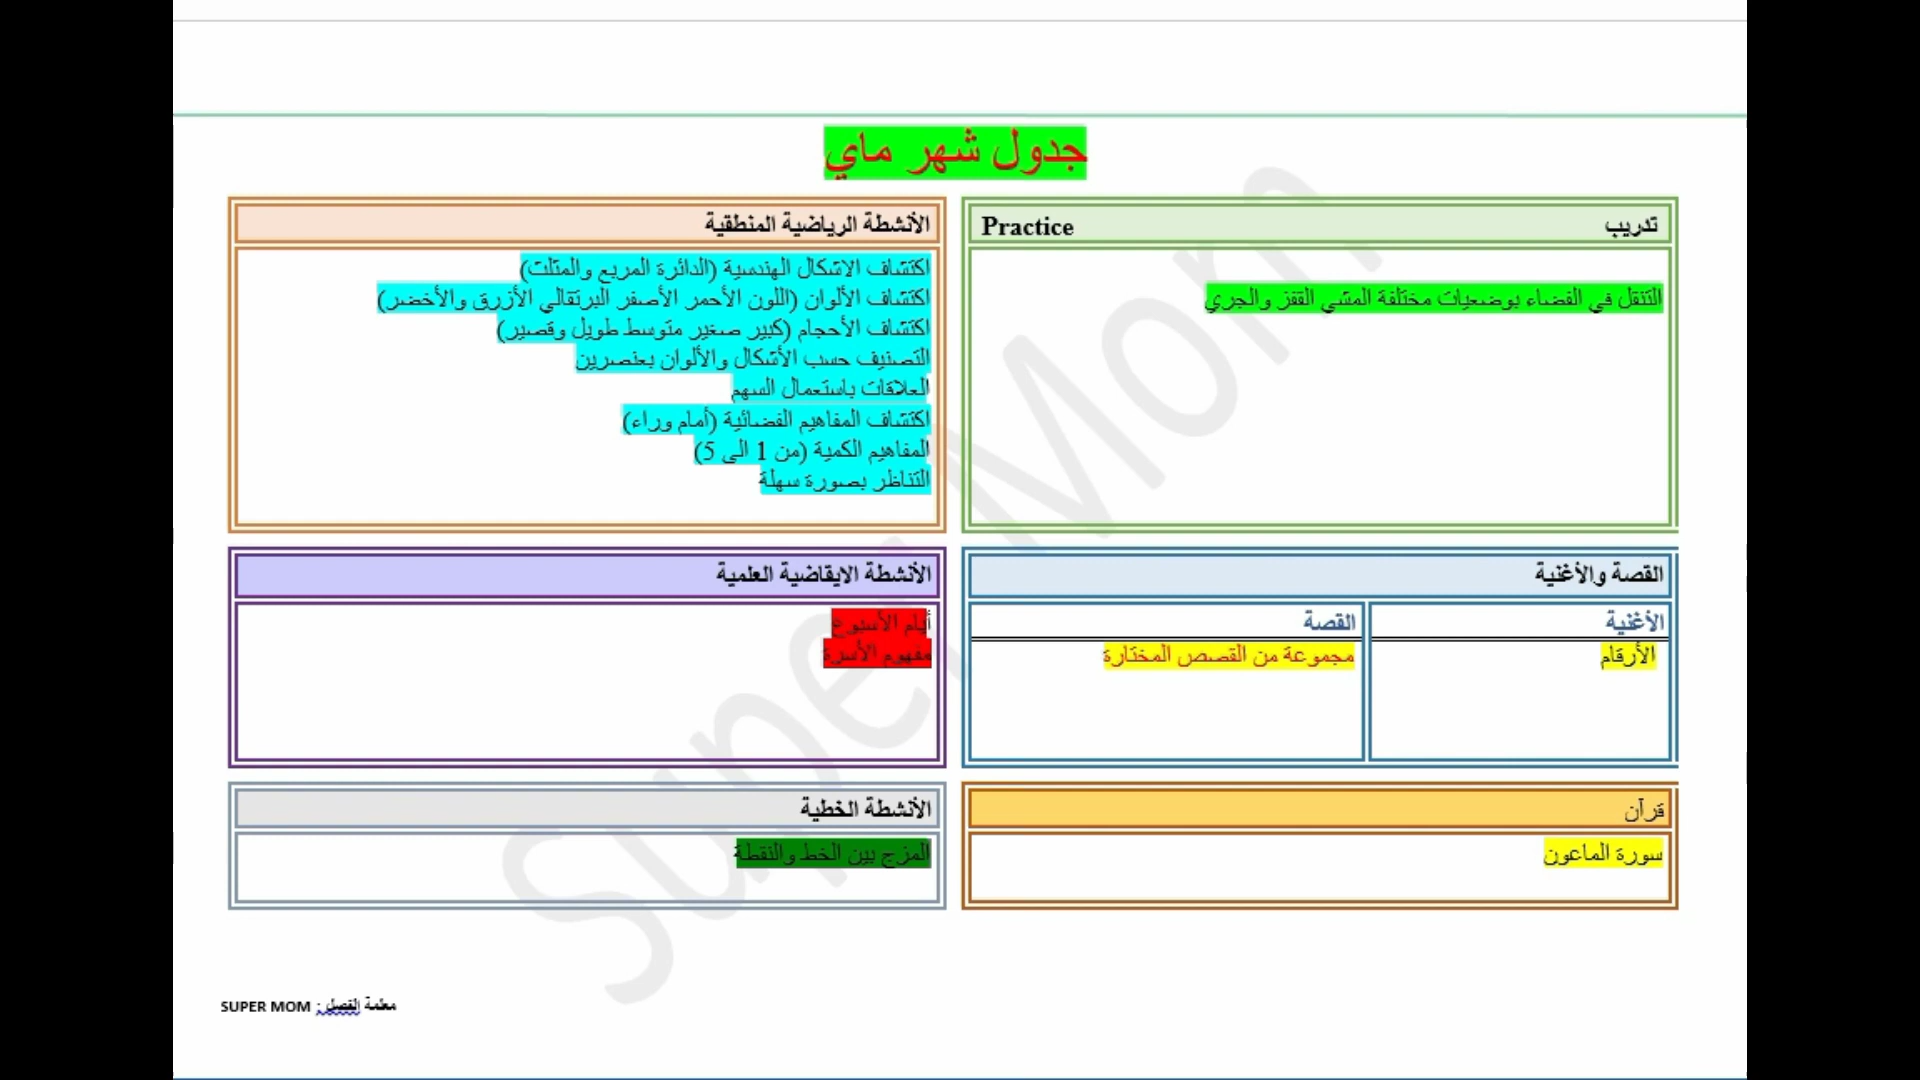 جدول شهر ماي
تدريب Practice
التنقل في الفضاء بوضعيات مختلفة المشي القفز والجري
الأنشطة الرياضية المنطقية
اكتشاف الاشكال الهندسية (الدائرة المربع والمثلث)
اكتشاف الألوان (اللون الأحمر الأصفر البرتقالي الأزرق والأخضر)
اكتشاف الأحجام (كبير صغير متوسط طويل وقصير)
التصنيف حسب الأشكال والألوان بعنصرين
العلاقات باستعمال السهم
اكتشاف المفاهيم الفضائية (أمام وراء)
المفاهيم الكمية (من 1 الى 5)
التناظر بصورة سهلة
القصة والأغنية
الأغنية
الأرقام
القصة
مجموعة من القصص المختارة
الأنشطة الايقاضية العلمية
أيام الأسبوع
مفهوم الأسرة
قرآن
سورة الماعون
الأنشطة الخطية
المزج بين الخط والنقطة
معلمة الفصل : SUPER MOM
Super Mom